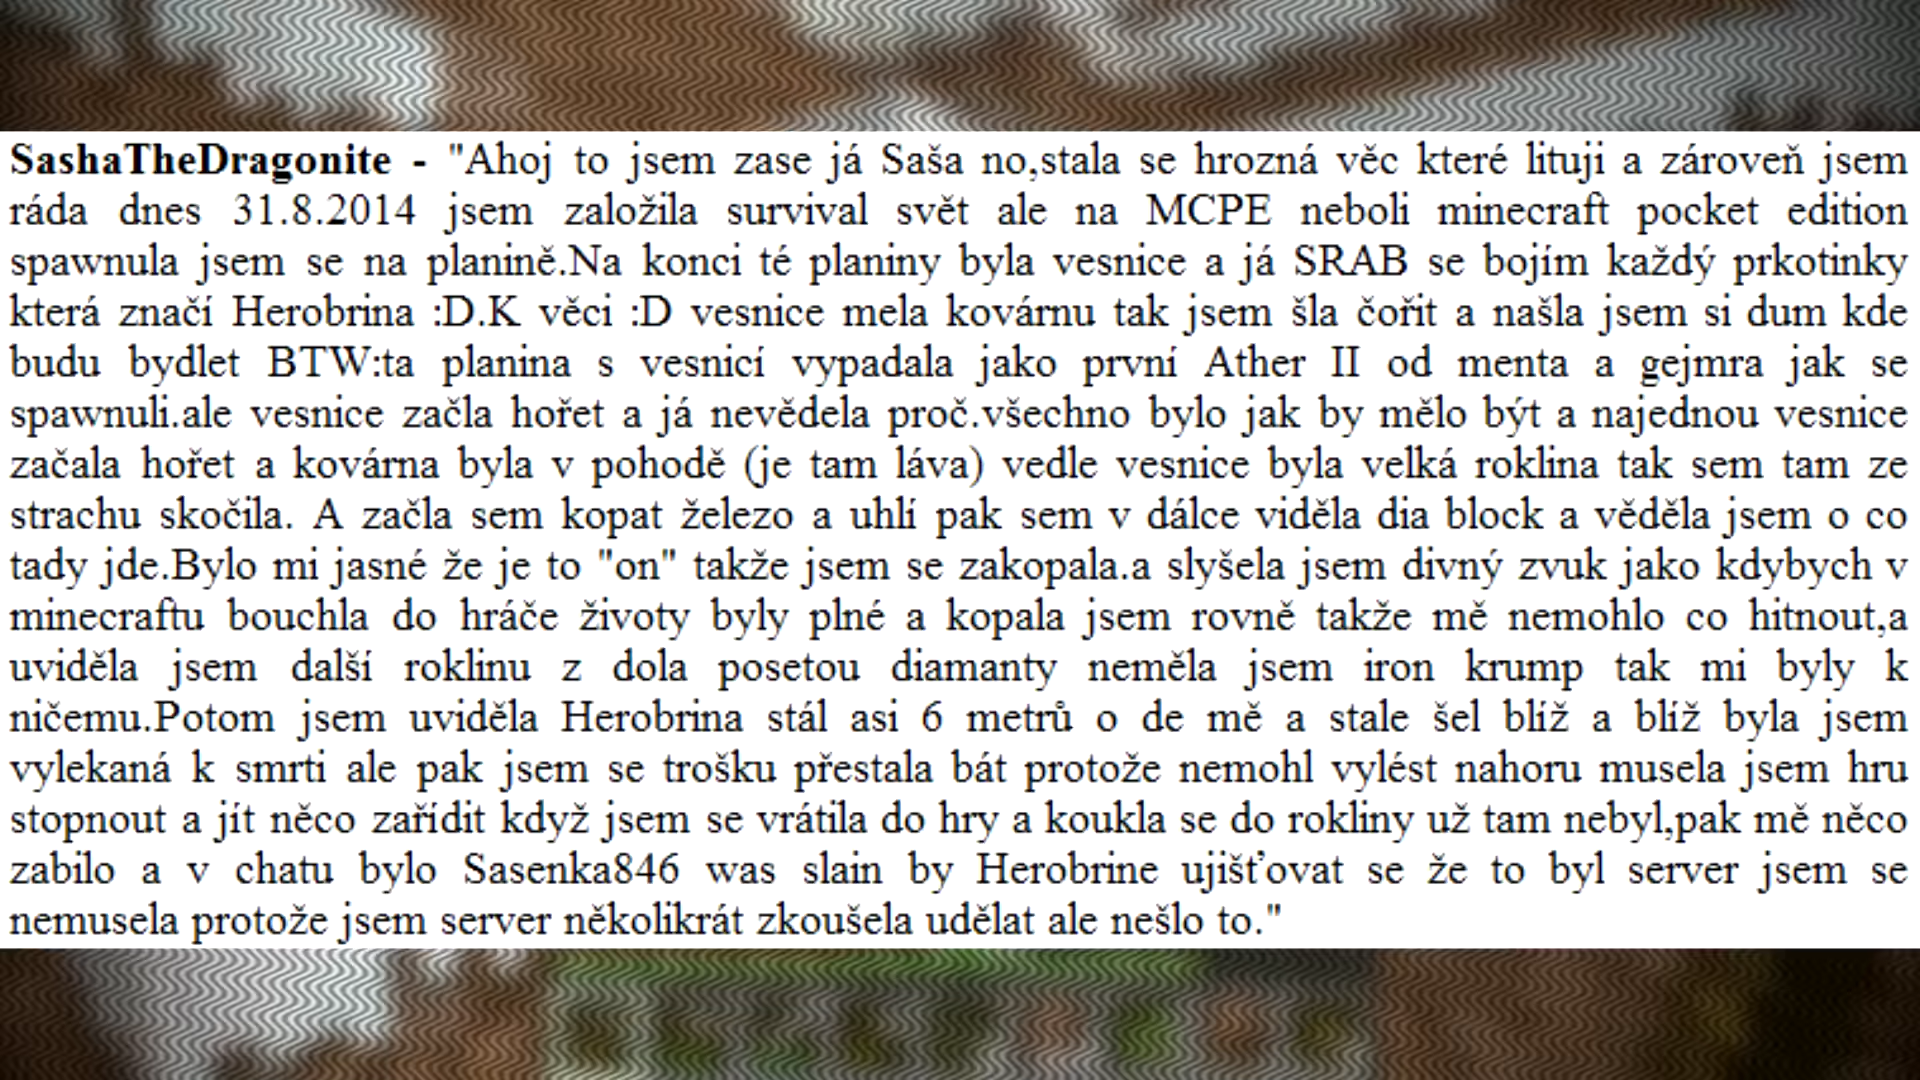 SashaTheDragonite - "Ahoj to jsem zase já Saša no,stala se hrozná věc které lituji a zároveň jsem
ráda dnes 31.8.2014 jsem založila survival svět ale na MCPE neboli minecraft pocket edition
spawnula jsem se na planině.Na konci té planiny byla vesnice a já SRAB se bojím každý prkotinky
která značí Herobrina :D.K věci :D vesnice mela kovárnu tak jsem šla čořit a našla jsem si dum kde
budu bydlet BTW:ta planina s vesnicí vypadala jako první Ather II od menta a gejmra jak se
spawnuli.ale vesnice začla hořet a já nevědela proč.všechno bylo jak by mělo být a najednou vesnice
začala hořet a kovárna byla v pohodě (je tam láva) vedle vesnice byla velká roklina tak sem tam ze
strachu skočila. A začla sem kopat železo a uhlí pak sem v dálce viděla dia block a věděla jsem o co
tady jde.Bylo mi jasné že je to "on" takže jsem se zakopala.a slyšela jsem divný zvuk jako kdybych v
minecraftu bouchla do hráče životy byly plné a kopala jsem rovně takže mě nemohlo co hitnout,a
uviděla jsem další roklinu z dola posetou diamanty neměla jsem iron krump tak mi byly k
ničemu.Potom jsem uviděla Herobrina stál asi 6 metrů o de mě a stale šel blíž a blíž byla jsem
vylekaná k smrti ale pak jsem se trošku přestala bát protože nemohl vylést nahoru musela jsem hru
stopnout a jít něco zařídit když jsem se vrátila do hry a koukla se do rokliny už tam nebyl,pak mě něco
zabilo a v chatu bylo Sasenka846 was slain by Herobrine ujišťovat se že to byl server jsem se
nemusela protože jsem server několikrát zkoušela udělat ale nešlo to."